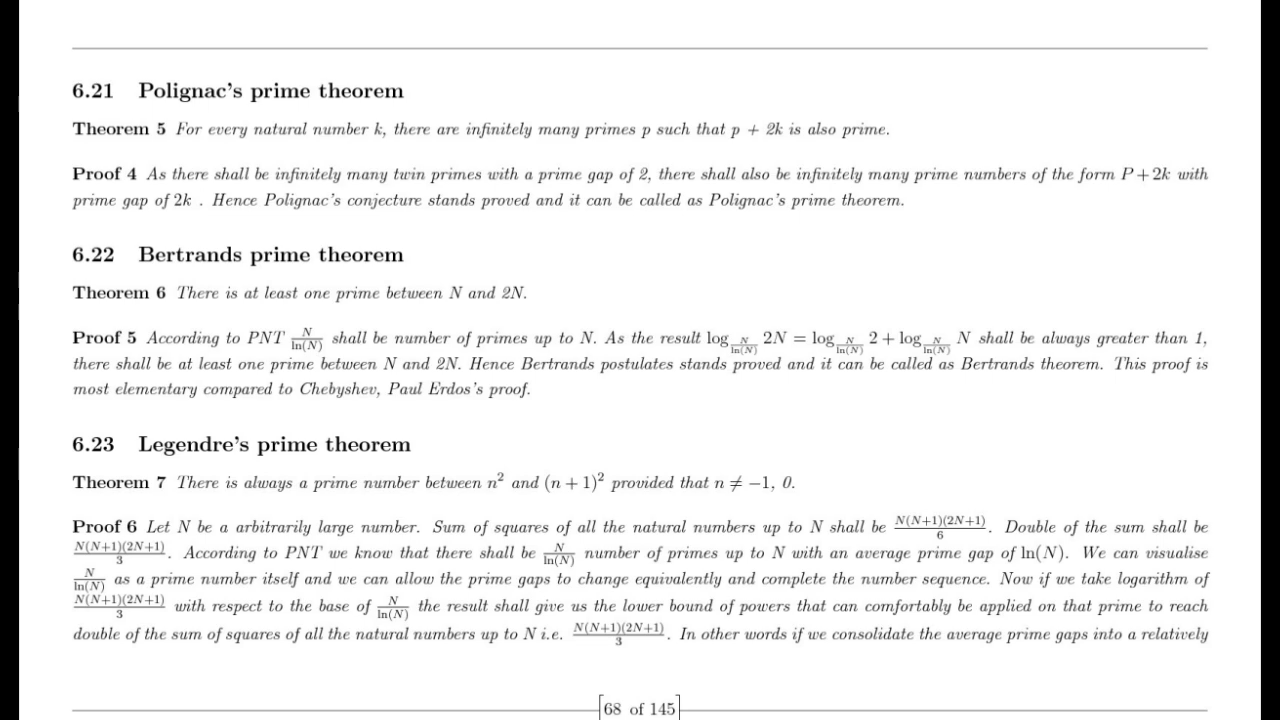 6.21 Polignac's prime theorem
Theorem 5 For every natural number k, there are infinitely many primes p such that p + 2k is also prime.
Proof 4 As there shall be infinitely many twin primes with a prime gap of 2, there shall also be infinitely many prime numbers of the form P + 2k with
prime gap of 2k . Hence Polignac's conjecture stands proved and it can be called as Polignac's prime theorem.
6.22 Bertrands prime theorem
Theorem 6 There is at least one prime between N and 2N.
Proof 5 According to PNT \frac{N}{\ln(N)} shall be number of primes up to N. As the result \log_{\frac{N}{\ln(N)}} 2N = \log_{\frac{N}{\ln(N)}} 2 + \log_{\frac{N}{\ln(N)}} N shall be always greater than 1,
there shall be at least one prime between N and 2N. Hence Bertrands postulates stands proved and it can be called as Bertrands theorem. This proof is
most elementary compared to Chebyshev, Paul Erdos's proof.
6.23 Legendre's prime theorem
Theorem 7 There is always a prime number between n² and (n + 1)² provided that n ≠ −1, 0.
Proof 6 Let N be a arbitrarily large number. Sum of squares of all the natural numbers up to N shall be \frac{N(N+1)(2N+1)}{6}. Double of the sum shall be
\frac{N(N+1)(2N+1)}{3}. According to PNT we know that there shall be \frac{N}{\ln(N)} number of primes up to N with an average prime gap of ln(N). We can visualise
\frac{N}{\ln(N)} as a prime number itself and we can allow the prime gaps to change equivalently and complete the number sequence. Now if we take logarithm of
\frac{N(N+1)(2N+1)}{3} with respect to the base of \frac{N}{\ln(N)} the result shall give us the lower bound of powers that can comfortably be applied on that prime to reach
double of the sum of squares of all the natural numbers up to N i.e. \frac{N(N+1)(2N+1)}{3}. In other words if we consolidate the average prime gaps into a relatively
68 of 145